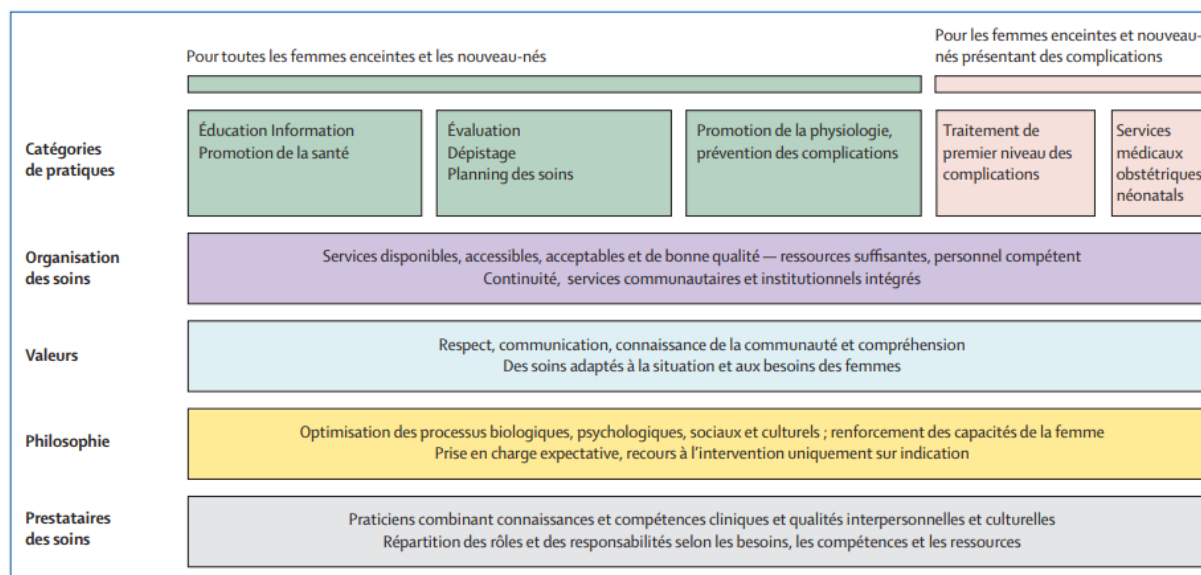 Pour toutes les femmes enceintes et les nouveau-nés
Pour les femmes enceintes et nouveau-
nés présentant des complications
Catégories
de pratiques
Éducation Information
Promotion de la santé
Évaluation
Dépistage
Planning des soins
Promotion de la physiologie,
prévention des complications
Traitement de
premier niveau des
complications
Services
médicaux
obstétriques
néonatals
Organisation
des soins
Services disponibles, accessibles, acceptables et de bonne qualité — ressources suffisantes, personnel compétent
Continuité, services communautaires et institutionnels intégrés
Valeurs
Respect, communication, connaissance de la communauté et compréhension
Des soins adaptés à la situation et aux besoins des femmes
Philosophie
Optimisation des processus biologiques, psychologiques, sociaux et culturels ; renforcement des capacités de la femme
Prise en charge expectative, recours à l'intervention uniquement sur indication
Prestataires
des soins
Praticiens combinant connaissances et compétences cliniques et qualités interpersonnelles et culturelles
Répartition des rôles et des responsabilités selon les besoins, les compétences et les ressources